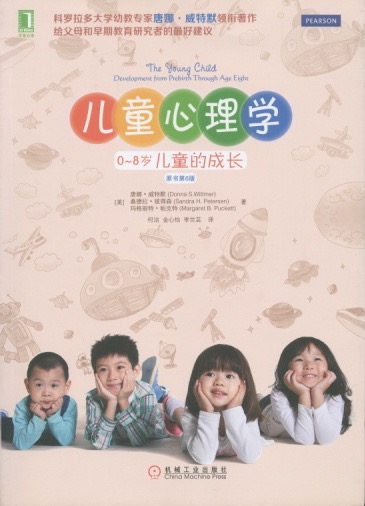 科罗拉多大学幼教专家唐娜·威特默领衔著作
给父母和早期教育研究者的最好建议
PEARSON
The Young Child
Development from Prebirth Through Age Eight
儿童心理学
0~8岁儿童的成长
原书第6版
唐娜·威特默 (Donna S.Wittmer)
[美] 桑德拉·彼得森 (Sandra H. Petersen) 著
玛格丽特·帕克特 (Margaret B. Puckett)
何洁 金心怡 李竺芸 译
机械工业出版社
China Machine Press